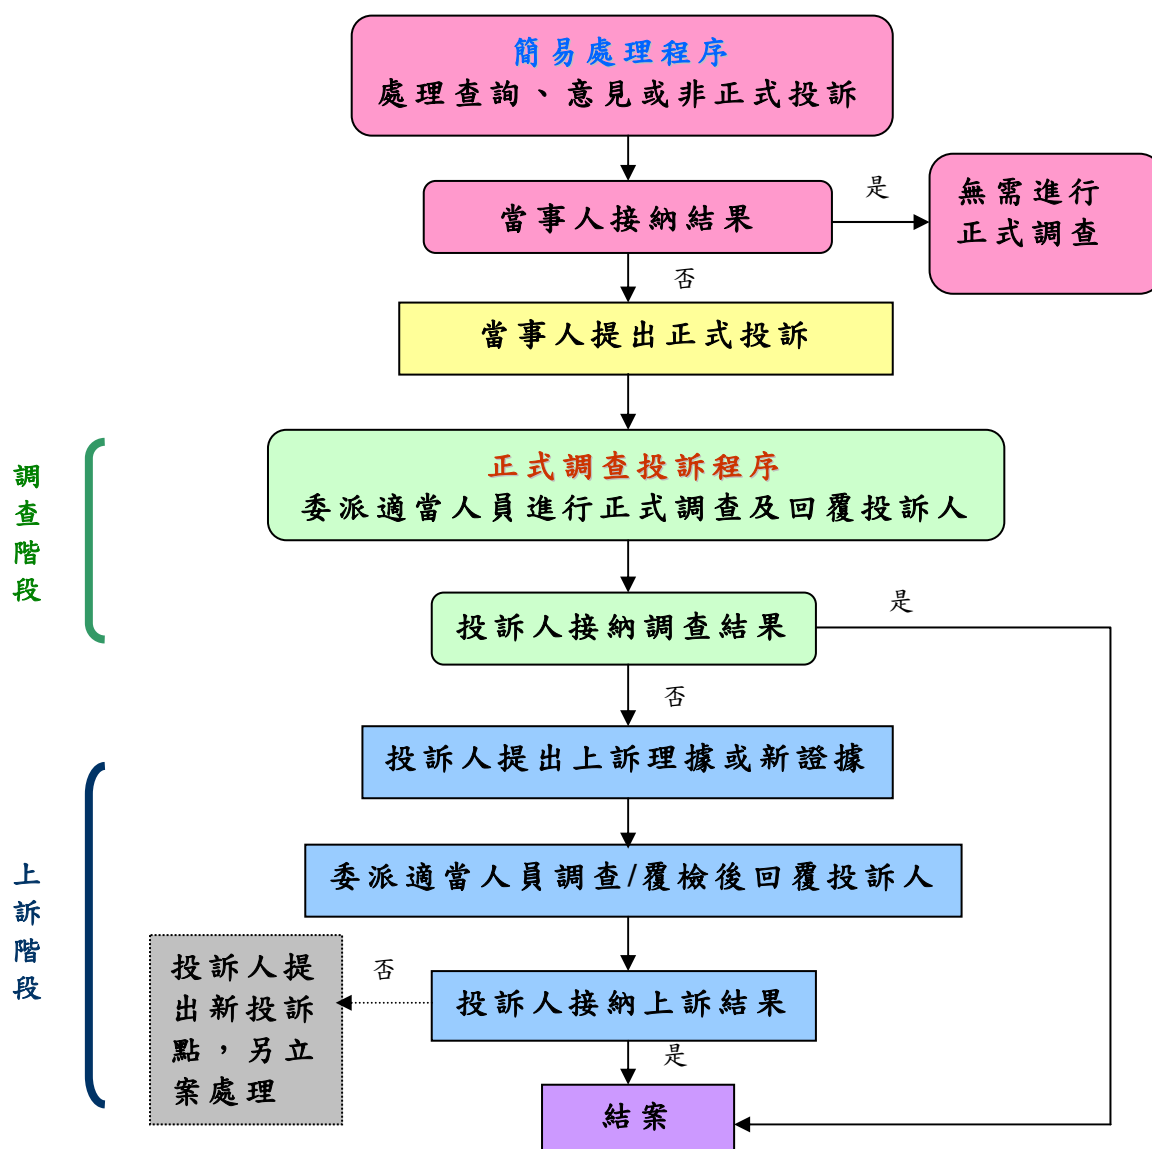 簡易處理程序
處理查詢、意見或非正式投訴
當事人接納結果
是
無需進行
正式調查
否
當事人提出正式投訴
調
查
階
段
正式調查投訴程序
委派適當人員進行正式調查及回覆投訴人
投訴人接納調查結果
是
否
上
訴
階
段
投訴人提出上訴理據或新證據
委派適當人員調查/覆檢後回覆投訴人
投訴人接納上訴結果
否
投訴人提
出新投訴
點，另立
案處理
是
結案